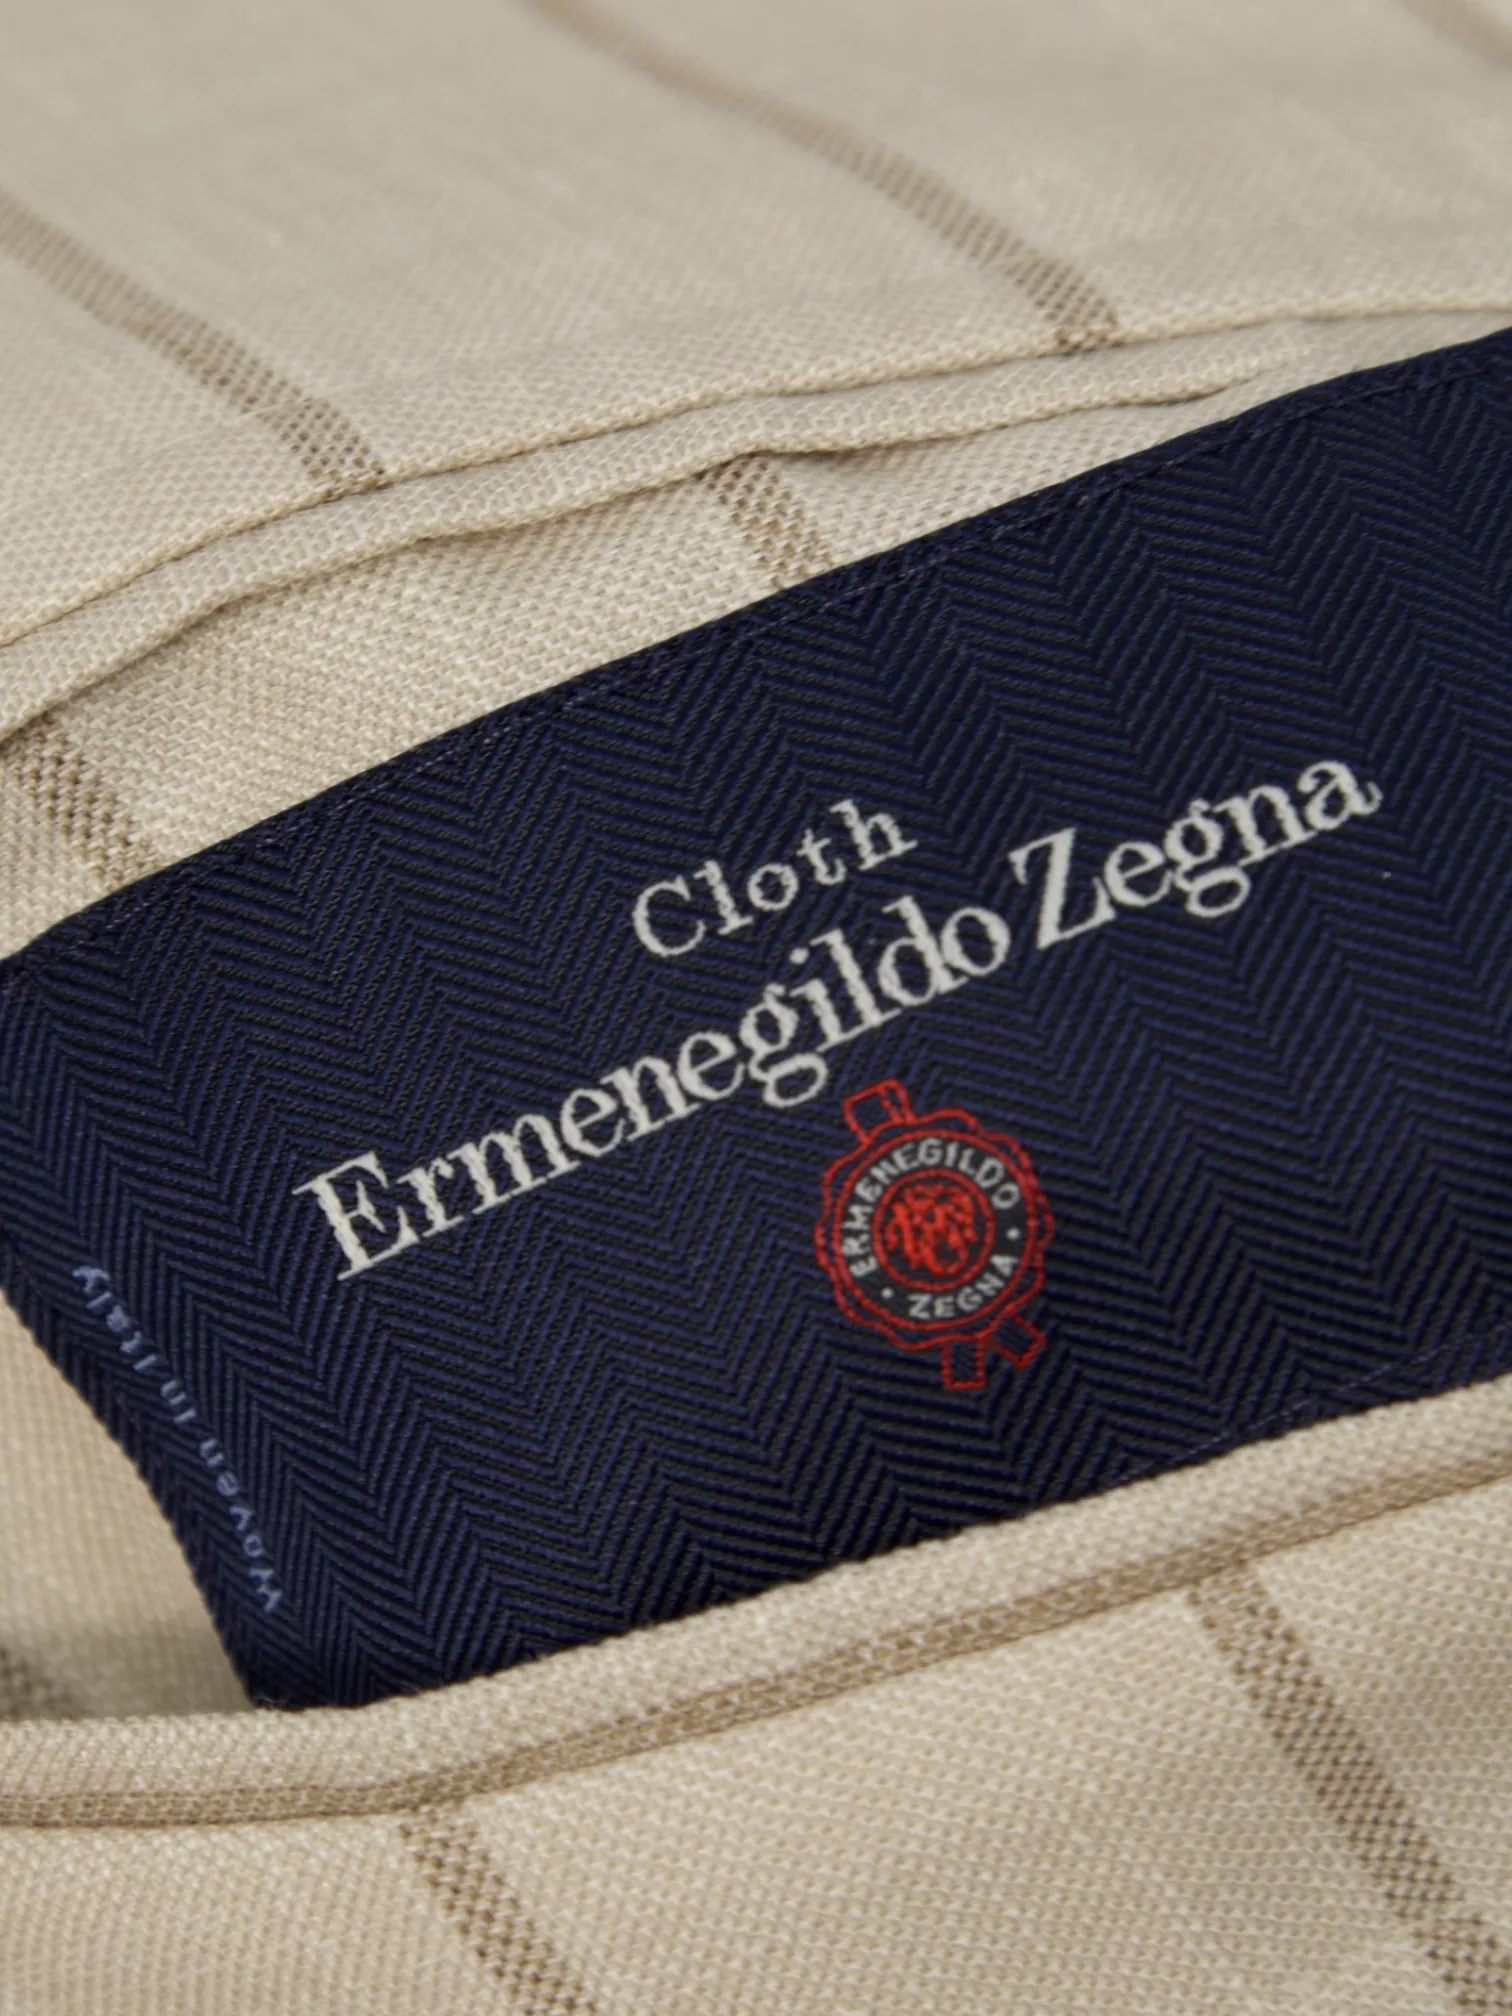 Cloth
Ermenegildo Zegna
ERMENEGILDO
· ZEGNA ·
Woven in Italy